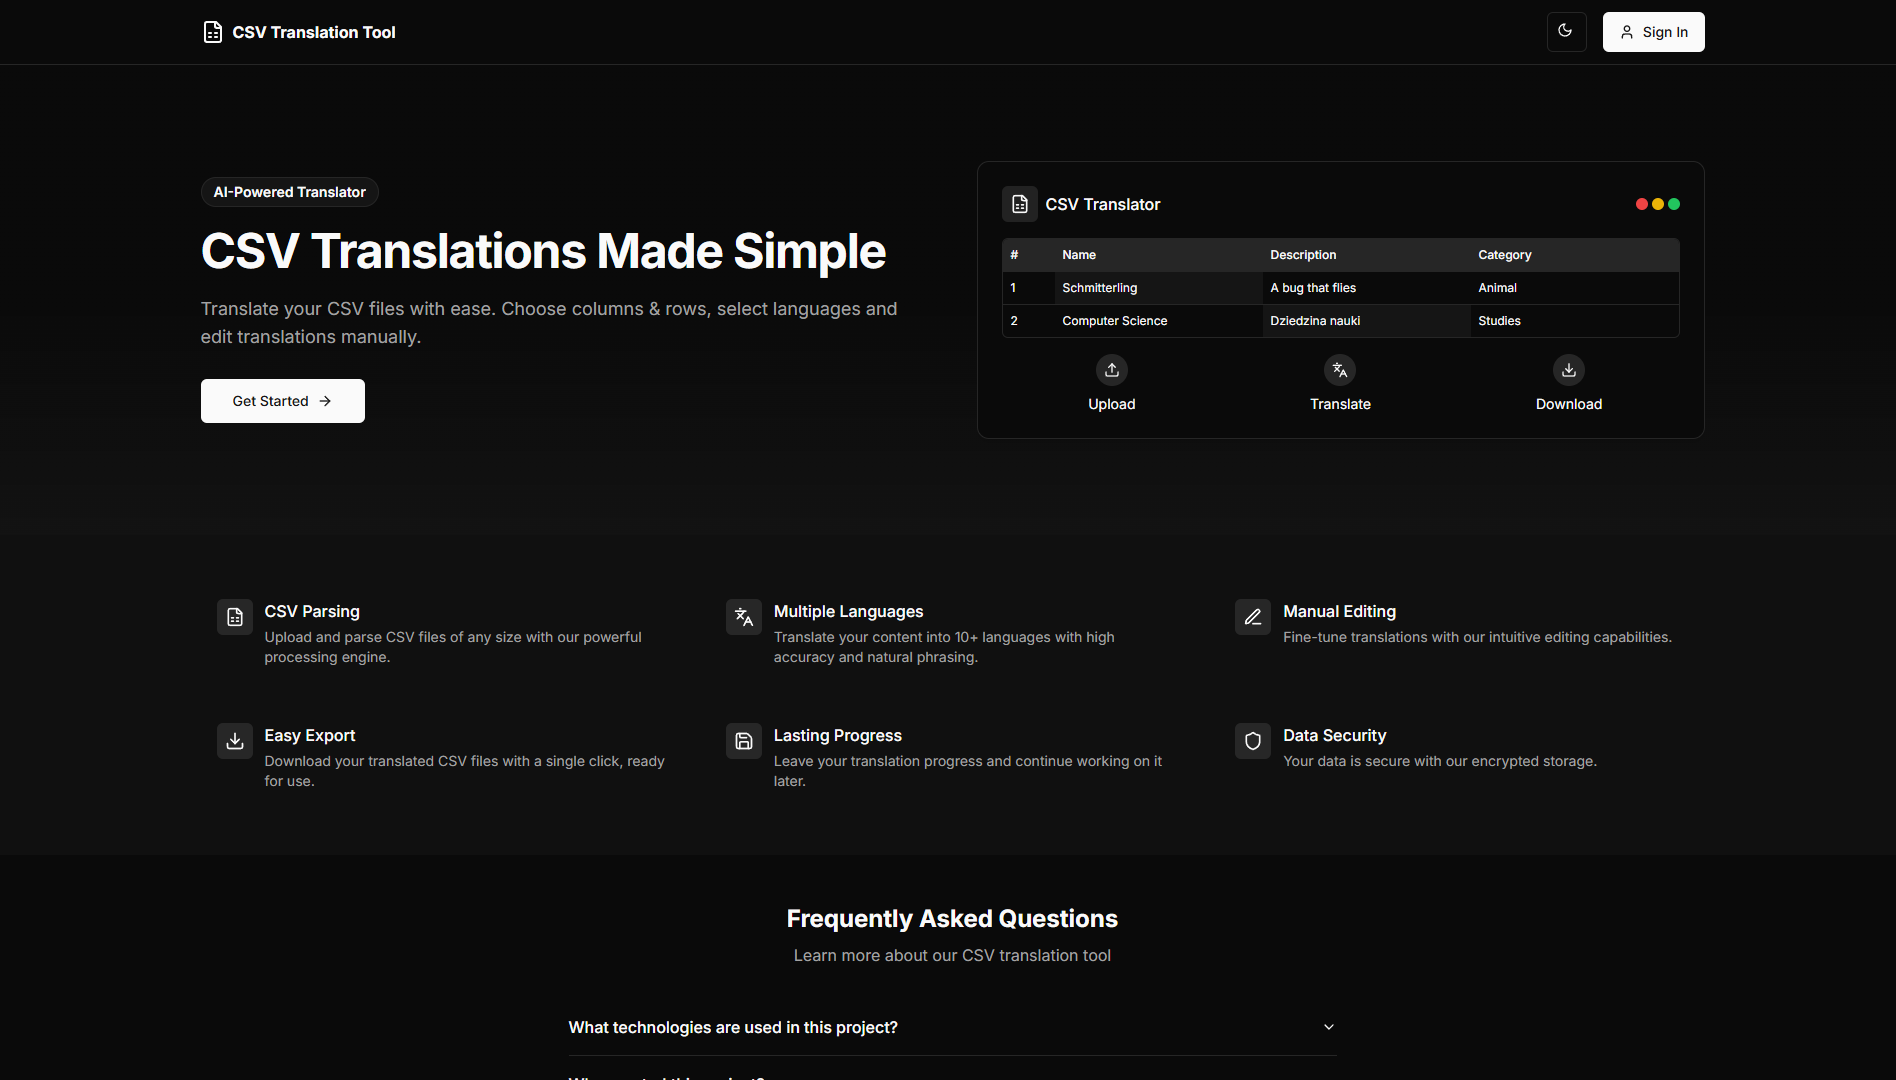 CSV Translation Tool
Sign In
AI-Powered Translator
CSV Translations Made Simple
Translate your CSV files with ease. Choose columns & rows, select languages and
edit translations manually.
Get Started
CSV Translator
# Name Description Category
1 Schmitterling A bug that flies Animal
2 Computer Science Dziedzina nauki Studies
Upload Translate Download
CSV Parsing
Upload and parse CSV files of any size with our powerful
processing engine.
Multiple Languages
Translate your content into 10+ languages with high
accuracy and natural phrasing.
Manual Editing
Fine-tune translations with our intuitive editing capabilities.
Easy Export
Download your translated CSV files with a single click, ready
for use.
Lasting Progress
Leave your translation progress and continue working on it
later.
Data Security
Your data is secure with our encrypted storage.
Frequently Asked Questions
Learn more about our CSV translation tool
What technologies are used in this project?